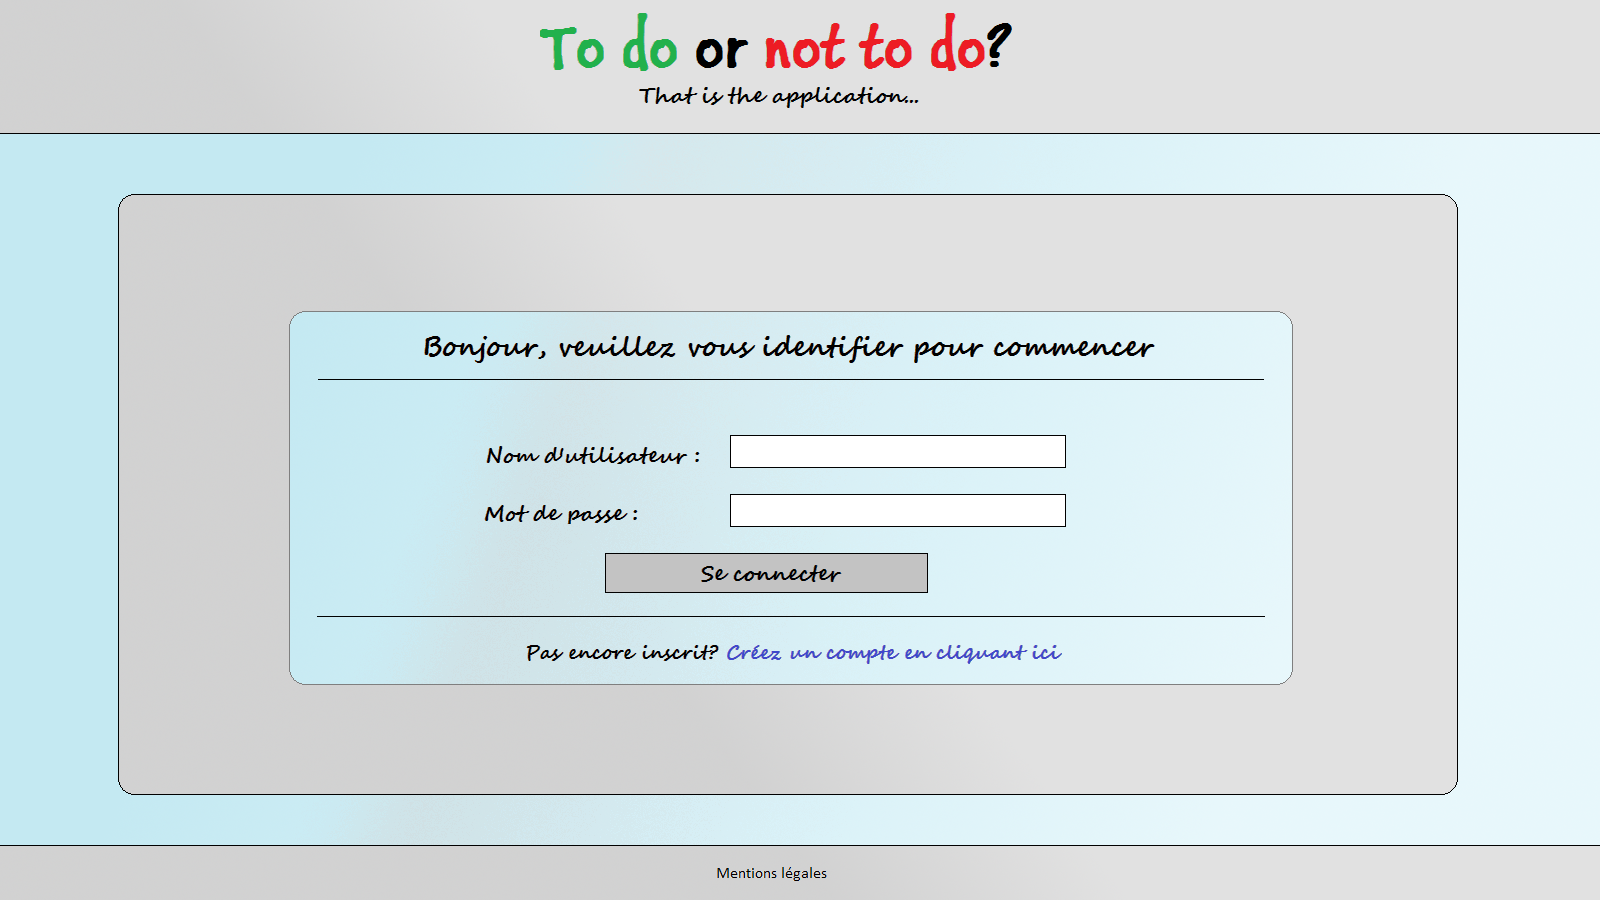 To do or not to do?
That is the application...
Bonjour, veuillez vous identifier pour commencer
Nom d'utilisateur :
Mot de passe :
Se connecter
Pas encore inscrit? Créez un compte en cliquant ici
Mentions légales